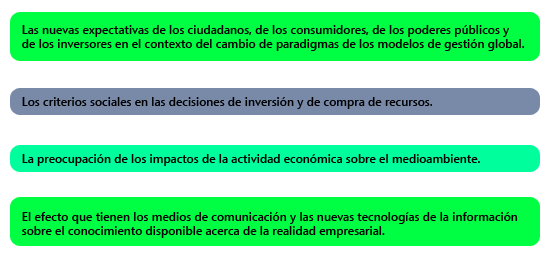 Las nuevas expectativas de los ciudadanos, de los consumidores, de los poderes públicos y
de los inversores en el contexto del cambio de paradigmas de los modelos de gestión global.
Los criterios sociales en las decisiones de inversión y de compra de recursos.
La preocupación de los impactos de la actividad económica sobre el medioambiente.
El efecto que tienen los medios de comunicación y las nuevas tecnologías de la información
sobre el conocimiento disponible acerca de la realidad empresarial.